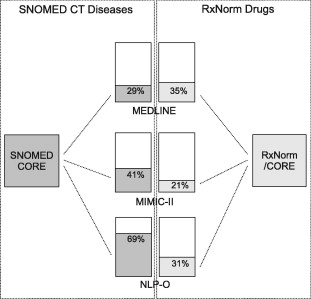 SNOMED CT Diseases RxNorm Drugs
29% 35%
MEDLINE
SNOMED
CORE
RxNorm
/CORE
41% 21%
MIMIC-II
69% 31%
NLP-O